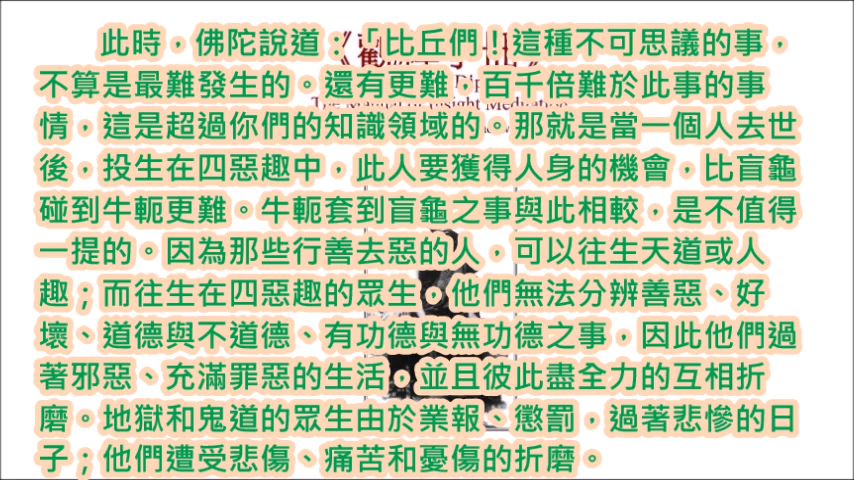 此時，佛陀說道：「比丘們！這種不可思議的事，
不算是最難發生的。還有更難，百千倍難於此事的事
情，這是超過你們的知識領域的。那就是當一個人去世
後，投生在四惡趣中，此人要獲得人身的機會，比盲龜
碰到牛軛更難。牛軛套到盲龜之事與此相較，是不值得
一提的。因為那些行善去惡的人，可以往生天道或人
趣；而往生在四惡趣的眾生，他們無法分辨善惡、好
壞、道德與不道德、有功德與無功德之事，因此他們過
著邪惡、充滿罪惡的生活，並且彼此盡全力的互相折
磨。地獄和鬼道的眾生由於業報、懲罰，過著悲慘的日
子；他們遭受悲傷、痛苦和憂傷的折磨。